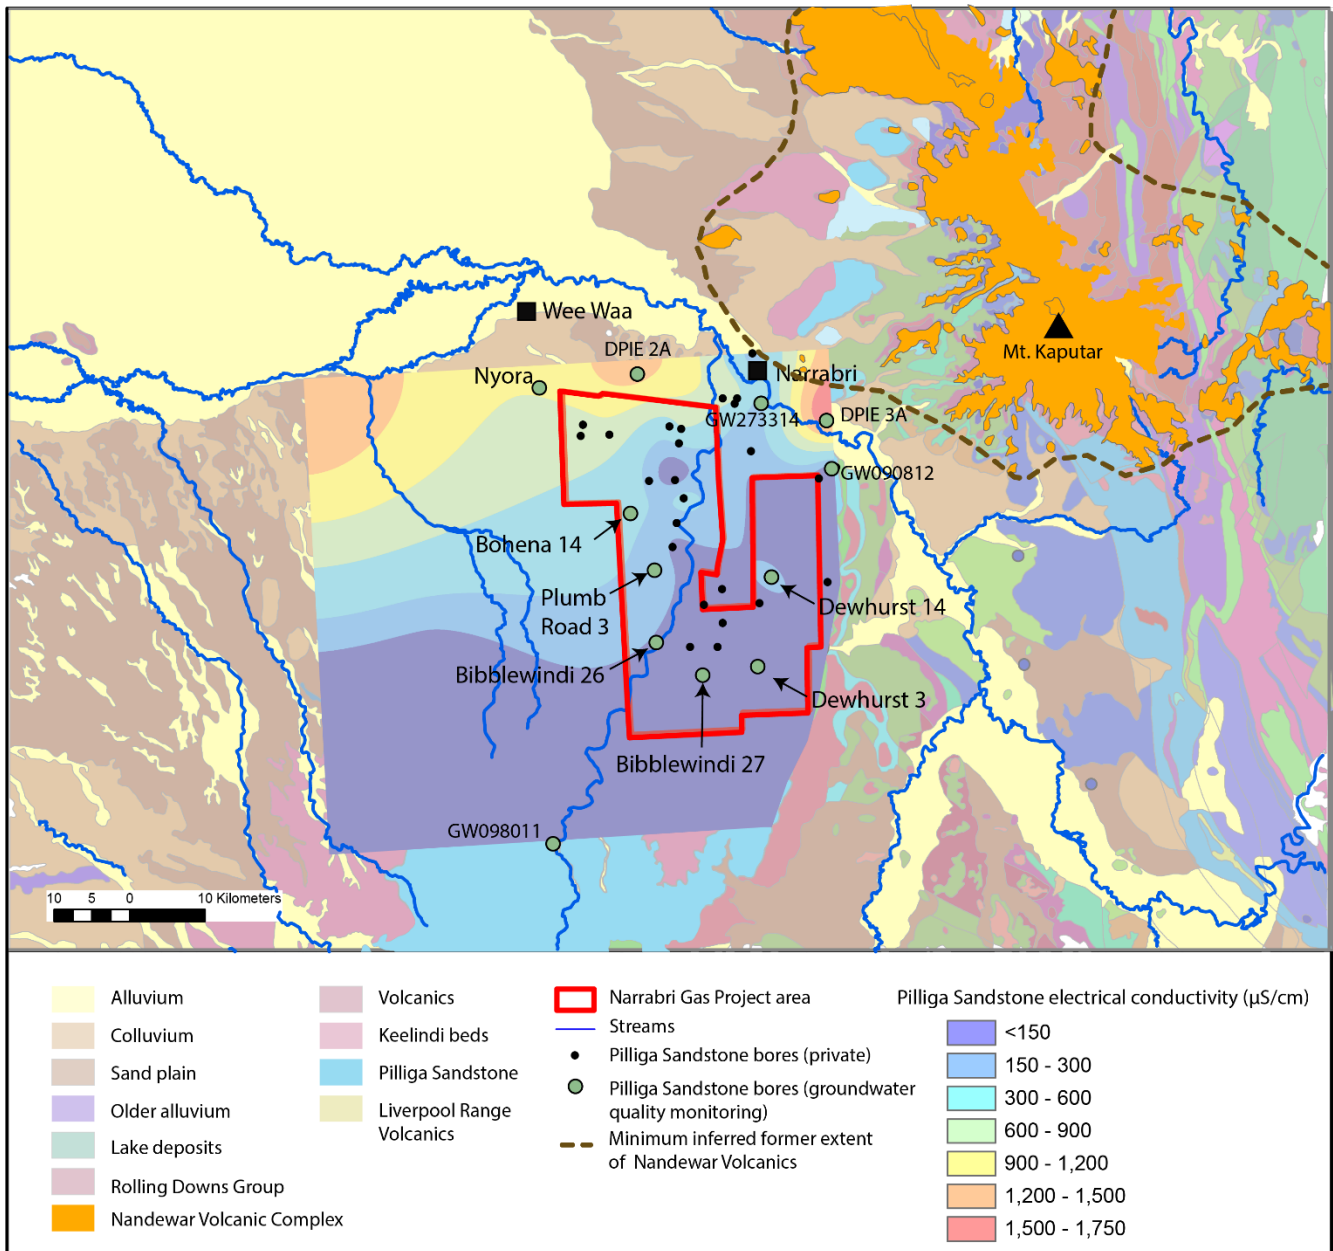 Wee Waa
Mt. Kaputar
DPIE 2A
Nyora
Narrabri
GW273314
DPIE 3A
GW090812
Bohena 14
Plumb
Road 3
Dewhurst 14
Bibblewindi 26
Dewhurst 3
Bibblewindi 27
GW098011
10 5 0 10 Kilometers
Alluvium
Colluvium
Sand plain
Older alluvium
Lake deposits
Rolling Downs Group
Nandewar Volcanic Complex
Volcanics
Keelindi beds
Pilliga Sandstone
Liverpool Range
Volcanics
Narrabri Gas Project area
Streams
Pilliga Sandstone bores (private)
Pilliga Sandstone bores (groundwater
quality monitoring)
Minimum inferred former extent
of Nandewar Volcanics
Pilliga Sandstone electrical conductivity (µS/cm)
<150
150 - 300
300 - 600
600 - 900
900 - 1,200
1,200 - 1,500
1,500 - 1,750